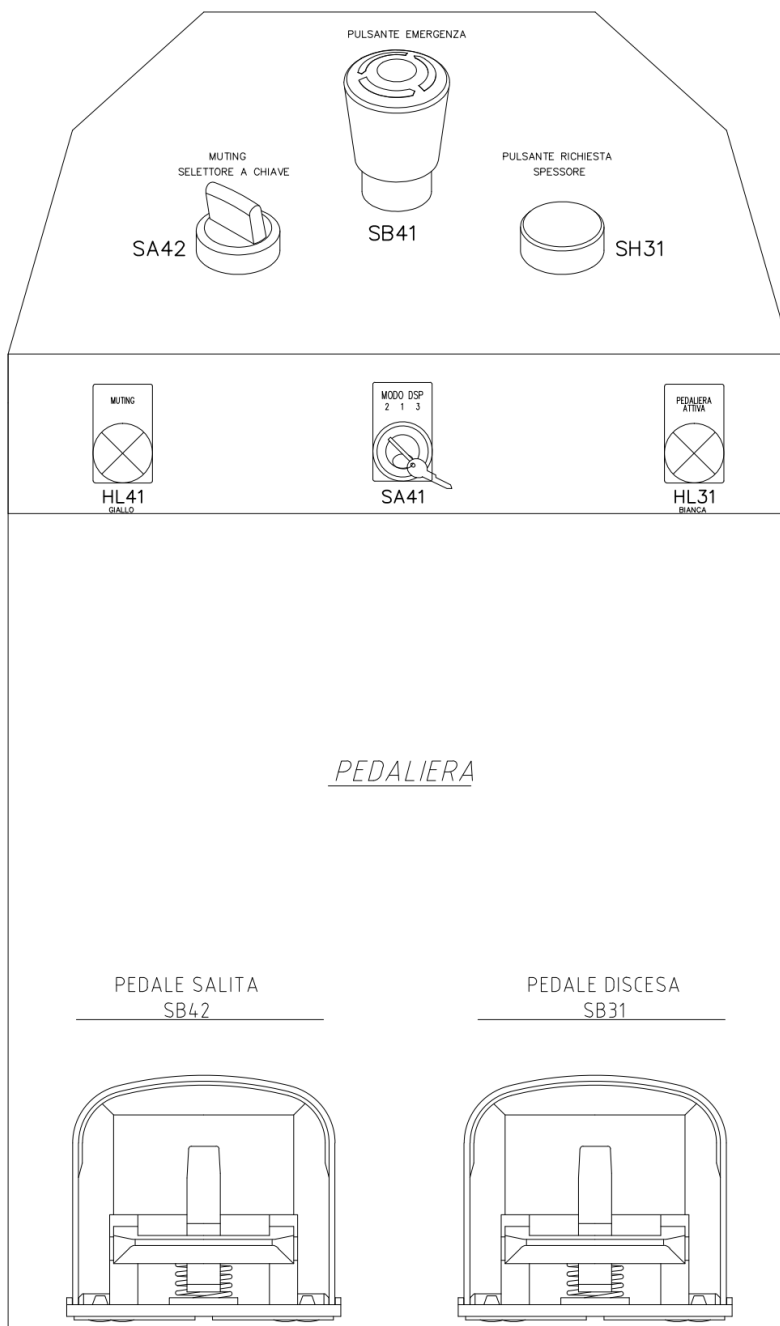 PULSANTE EMERGENZA
MUTING
SELETTORE A CHIAVE
PULSANTE RICHIESTA
SPESSORE
SA42
SB41
SH31
MUTING
HL41
GIALLO
MODO DSP
2 1 3
SA41
PEDALIERA
ATTIVA
HL31
BIANCA
PEDALIERA
PEDALE SALITA
SB42
PEDALE DISCESA
SB31